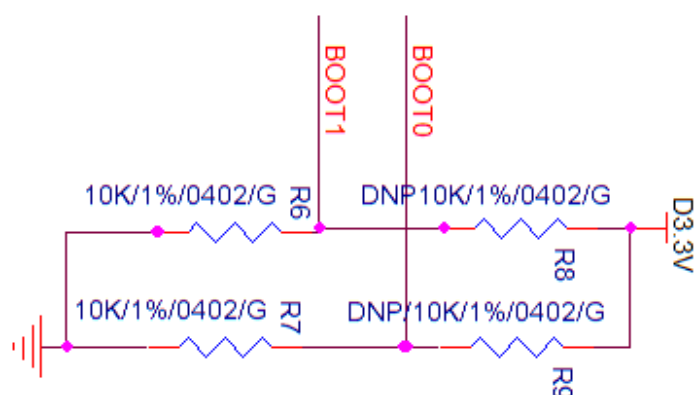 BOOT1
BOOT0
10K/1%/0402/G
R6
DNP10K/1%/0402/G
R8
D3.3V
10K/1%/0402/G
R7
DNP/10K/1%/0402/G
R9